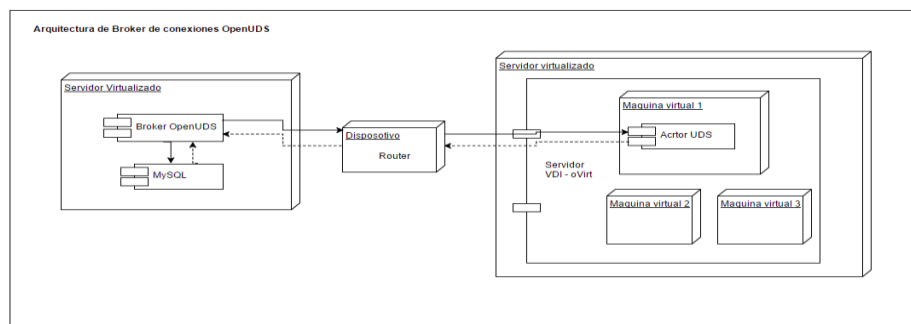 Arquitectura de Broker de conexiones OpenUDS
Servidor Virtualizado
Broker OpenUDS
MySQL
Disposotivo
Router
Servidor virtualizado
Maquina virtual 1
Acrtor UDS
Servidor
VDI - oVirt
Maquina virtual 2
Maquina virtual 3